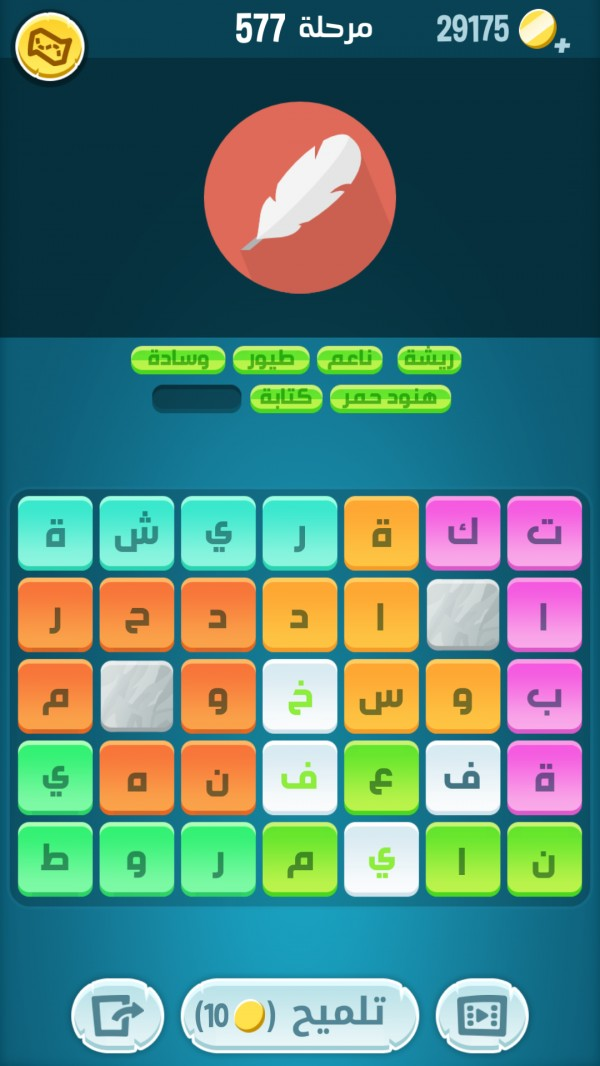 مرحلة 577 29175
ريشة ناعم طيور وسادة
هنود حمر كتابة
ت ك ة ر ي ش ة
ا ا د د ح ر
ب و س خ و م
ة ف ع ف ن ه ي
ن ا ي م ر و ط
تلميح (10)